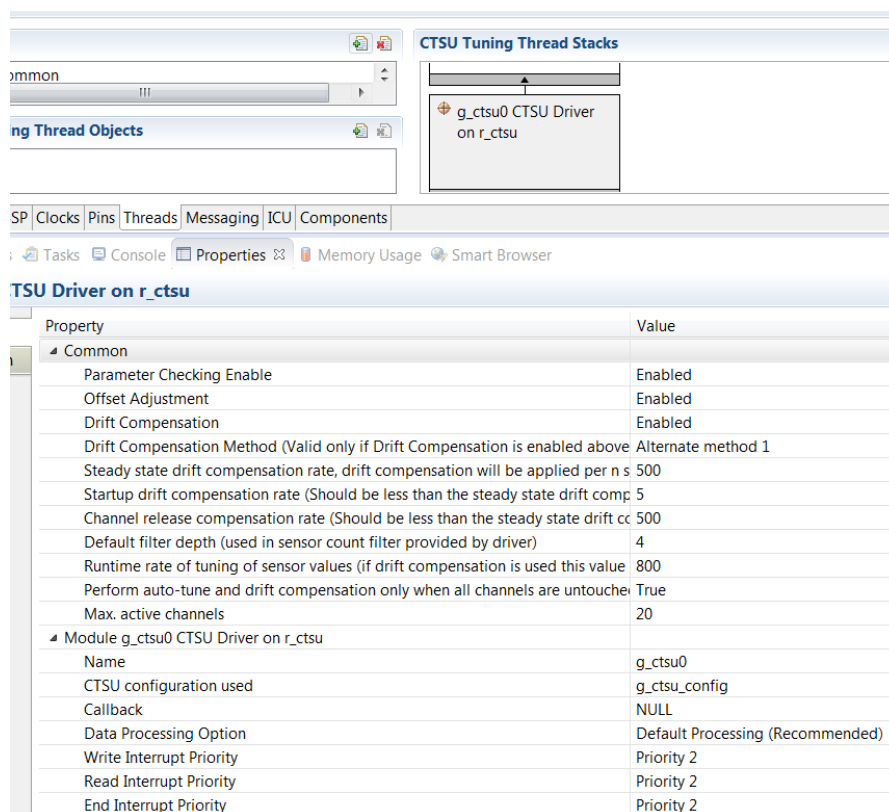 CTSU Tuning Thread Stacks
ommon
g_ctsu0 CTSU Driver
on r_ctsu
ing Thread Objects
SP Clocks Pins Threads Messaging ICU Components
s Tasks Console Properties Memory Usage Smart Browser
CTSU Driver on r_ctsu
Property Value
Common
Parameter Checking Enable Enabled
Offset Adjustment Enabled
Drift Compensation Enabled
Drift Compensation Method (Valid only if Drift Compensation is enabled above Alternate method 1
Steady state drift compensation rate, drift compensation will be applied per n s 500
Startup drift compensation rate (Should be less than the steady state drift comp 5
Channel release compensation rate (Should be less than the steady state drift cc 500
Default filter depth (used in sensor count filter provided by driver) 4
Runtime rate of tuning of sensor values (if drift compensation is used this value 800
Perform auto-tune and drift compensation only when all channels are untouche True
Max. active channels 20
Module g_ctsu0 CTSU Driver on r_ctsu
Name g_ctsu0
CTSU configuration used g_ctsu_config
Callback NULL
Data Processing Option Default Processing (Recommended)
Write Interrupt Priority Priority 2
Read Interrupt Priority Priority 2
End Interrupt Priority Priority 2